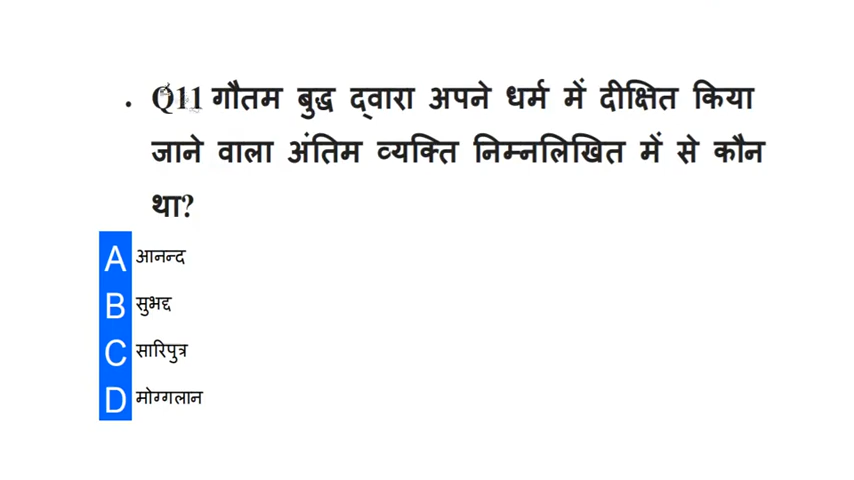 • Q11 गौतम बुद्ध द्वारा अपने धर्म में दीक्षित किया
जाने वाला अंतिम व्यक्ति निम्नलिखित में से कौन
था?
A आनन्द
B सुभद्द
C सारिपुत्र
D मोग्गलान